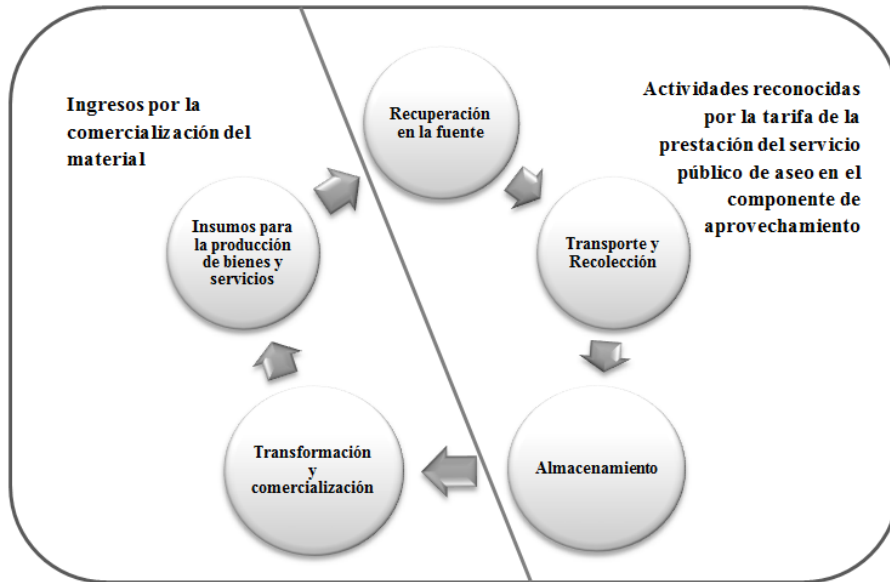 Ingresos por la
comercialización del
material
Recuperación
en la fuente
Actividades reconocidas
por la tarifa de la
prestación del servicio
público de aseo en el
componente de
aprovechamiento
Insumos para
la producción
de bienes y
servicios
Transporte y
Recolección
Transformación
y
comercialización
Almacenamiento